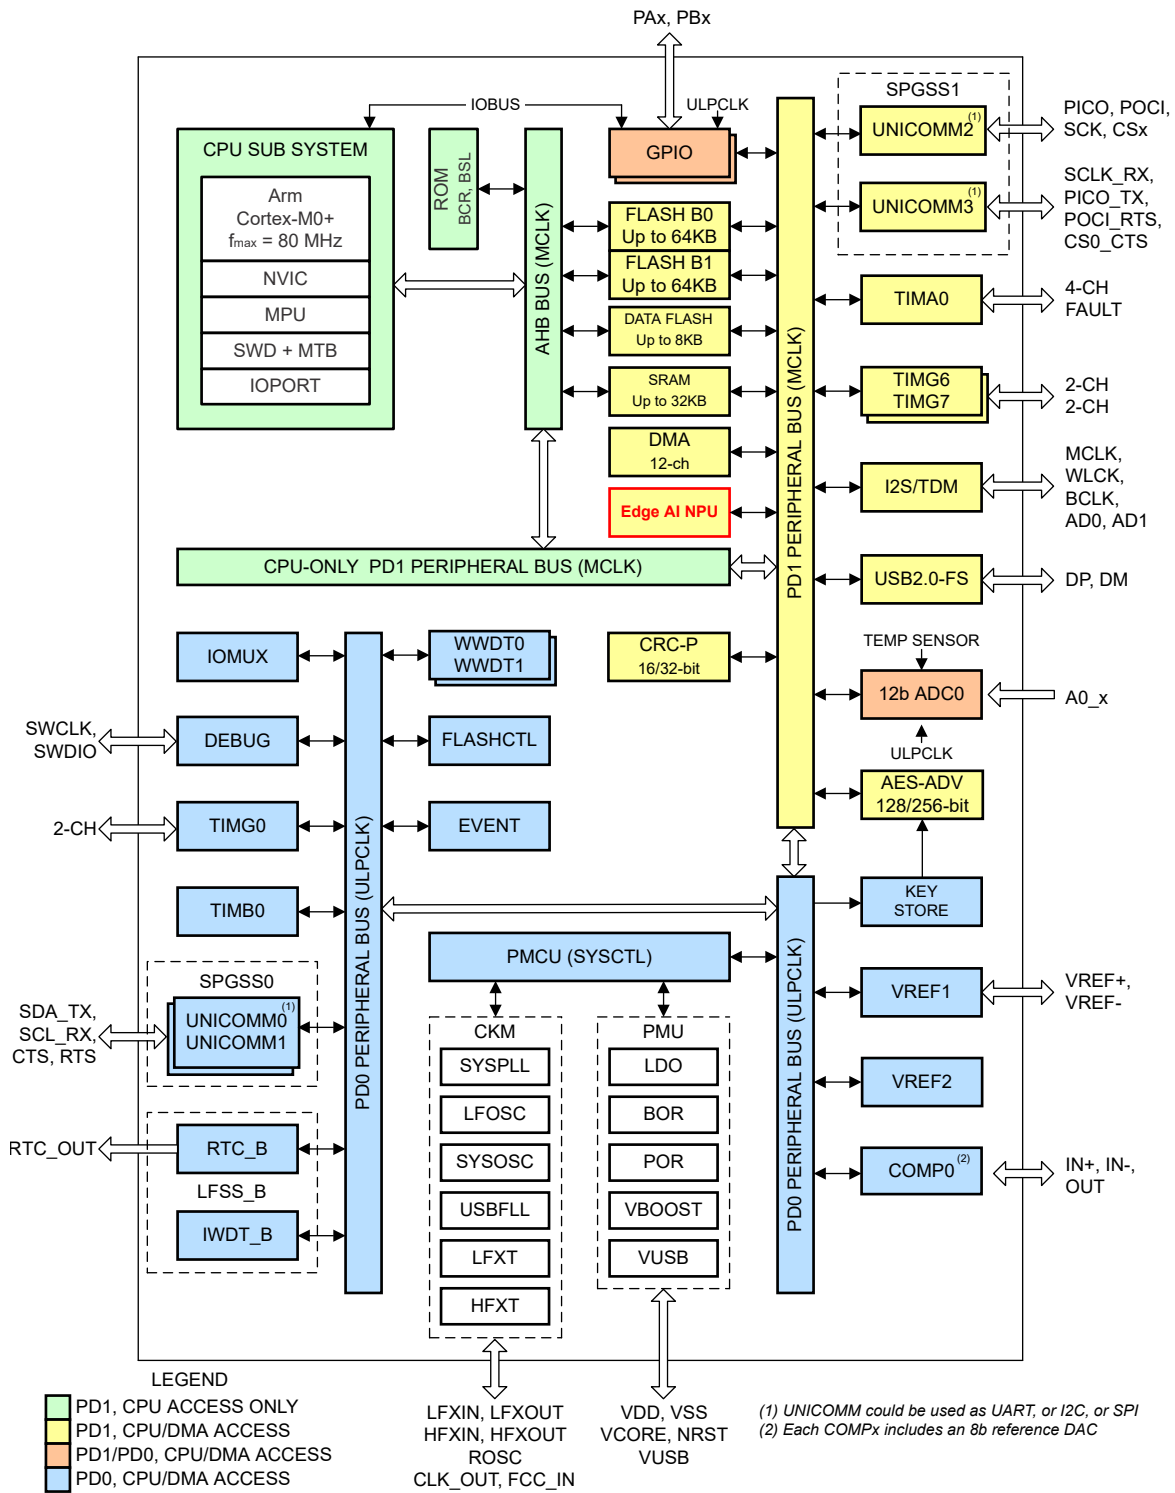 PAx, PBx
IOBUS
ULPCLK
CPU SUB SYSTEM
Arm
Cortex-M0+
fmax = 80 MHz
NVIC
MPU
SWD + MTB
IOPORT
ROM
BCR, BSL
AHB BUS (MCLK)
GPIO
FLASH B0
Up to 64KB
FLASH B1
Up to 64KB
DATA FLASH
Up to 8KB
SRAM
Up to 32KB
DMA
12-ch
Edge AI NPU
CPU-ONLY PD1 PERIPHERAL BUS (MCLK)
PD1 PERIPHERAL BUS (MCLK)
SPGSS1
UNICOMM2 (1)
PICO, POCI,
SCK, CSx
UNICOMM3 (1)
SCLK_RX,
PICO_TX,
POCI_RTS,
CS0_CTS
TIMA0
4-CH
FAULT
TIMG6
TIMG7
2-CH
2-CH
I2S/TDM
MCLK,
WLCK,
BCLK,
AD0, AD1
USB2.0-FS
DP, DM
CRC-P
16/32-bit
TEMP SENSOR
12b ADC0
A0_x
ULPCLK
AES-ADV
128/256-bit
KEY
STORE
IOMUX
WWDT0
WWDT1
SWCLK,
SWDIO
DEBUG
FLASHCTL
2-CH
TIMG0
EVENT
TIMB0
PD0 PERIPHERAL BUS (ULPCLK)
PMCU (SYSCTL)
PD0 PERIPHERAL BUS (ULPCLK)
SPGSS0
UNICOMM0 (1)
UNICOMM1
SDA_TX,
SCL_RX,
CTS, RTS
RTC_OUT
RTC_B
LFSS_B
IWDT_B
CKM
SYSPLL
LFOSC
SYSOSC
USBFLL
LFXT
HFXT
PMU
LDO
BOR
POR
VBOOST
VUSB
VREF1
VREF+,
VREF-
VREF2
COMP0 (2)
IN+, IN-,
OUT
LEGEND
PD1, CPU ACCESS ONLY
PD1, CPU/DMA ACCESS
PD1/PD0, CPU/DMA ACCESS
PD0, CPU/DMA ACCESS
LFXIN, LFXOUT
HFXIN, HFXOUT
ROSC
CLK_OUT, FCC_IN
VDD, VSS
VCORE, NRST
VUSB
(1) UNICOMM could be used as UART, or I2C, or SPI
(2) Each COMPx includes an 8b reference DAC